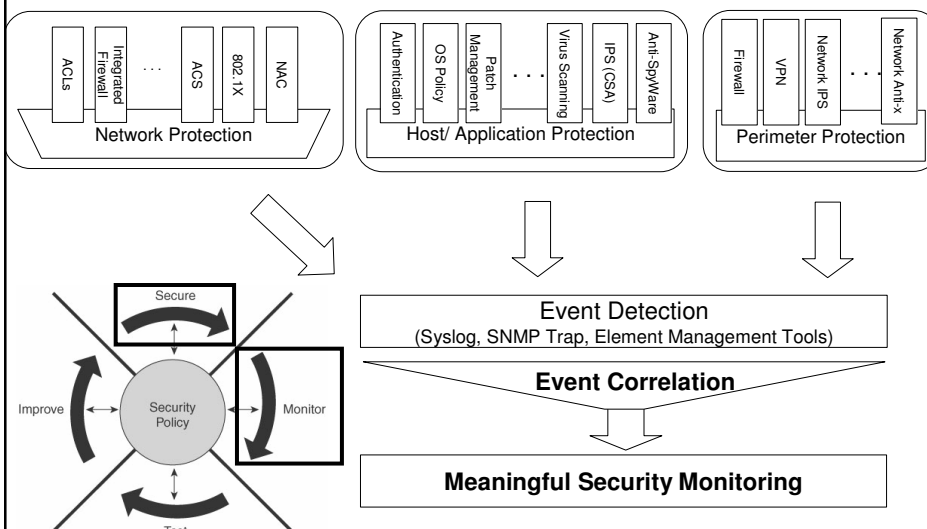 ACLs
Integrated
Firewall
. . .
ACS
802.1X
NAC
Network Protection
Authentication
OS Policy
Patch
Management
. . .
Virus Scanning
IPS (CSA)
Anti-SpyWare
Host/ Application Protection
Firewall
VPN
Network IPS
. . .
Network Anti-x
Perimeter Protection
Secure
Improve
Security
Policy
Monitor
Event Detection
(Syslog, SNMP Trap, Element Management Tools)
Event Correlation
Meaningful Security Monitoring